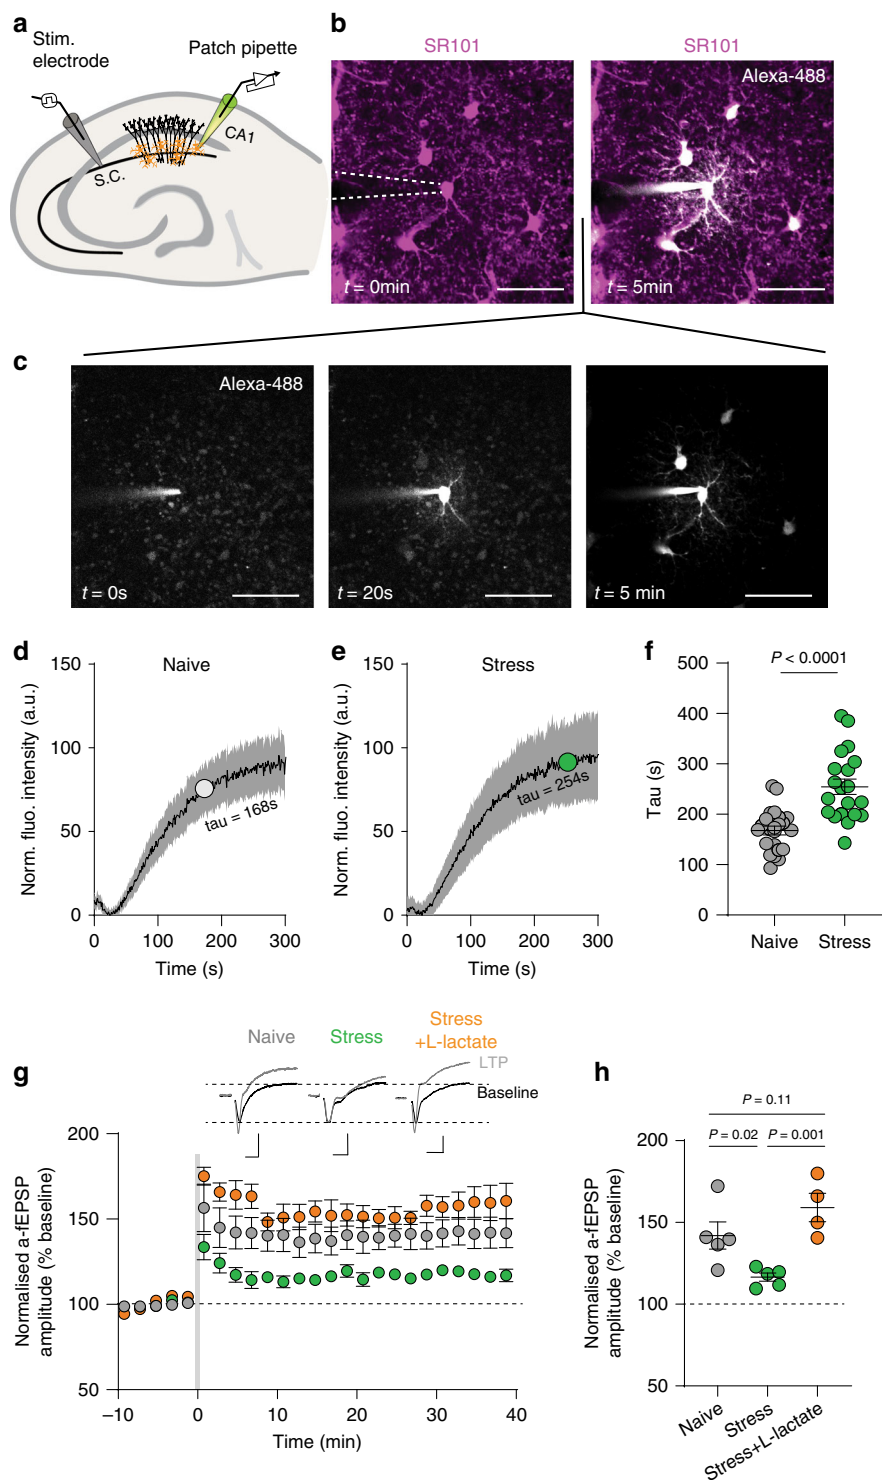 a
Stim.
electrode
Patch pipette
CA1
S.C.
b
SR101
SR101
Alexa-488
t = 0min
t = 5min
c
Alexa-488
t = 0s
t = 20s
t = 5 min
d
Naive
Norm. fluo. intensity (a.u.)
150
100
50
0
tau = 168s
0
100
200
300
Time (s)
e
Stress
Norm. fluo. intensity (a.u.)
150
100
50
0
tau = 254s
0
100
200
300
Time (s)
f
P < 0.0001
Tau (s)
500
400
300
200
100
0
Naive
Stress
g
Naive
Stress
Stress
+L-lactate
LTP
Baseline
Normalised a-fEPSP
amplitude (% baseline)
200
150
100
50
–10
0
10
20
30
40
Time (min)
h
P = 0.11
P = 0.02
P = 0.001
Normalised a-fEPSP
amplitude (% baseline)
200
150
100
50
Naive
Stress
Stress+L-lactate